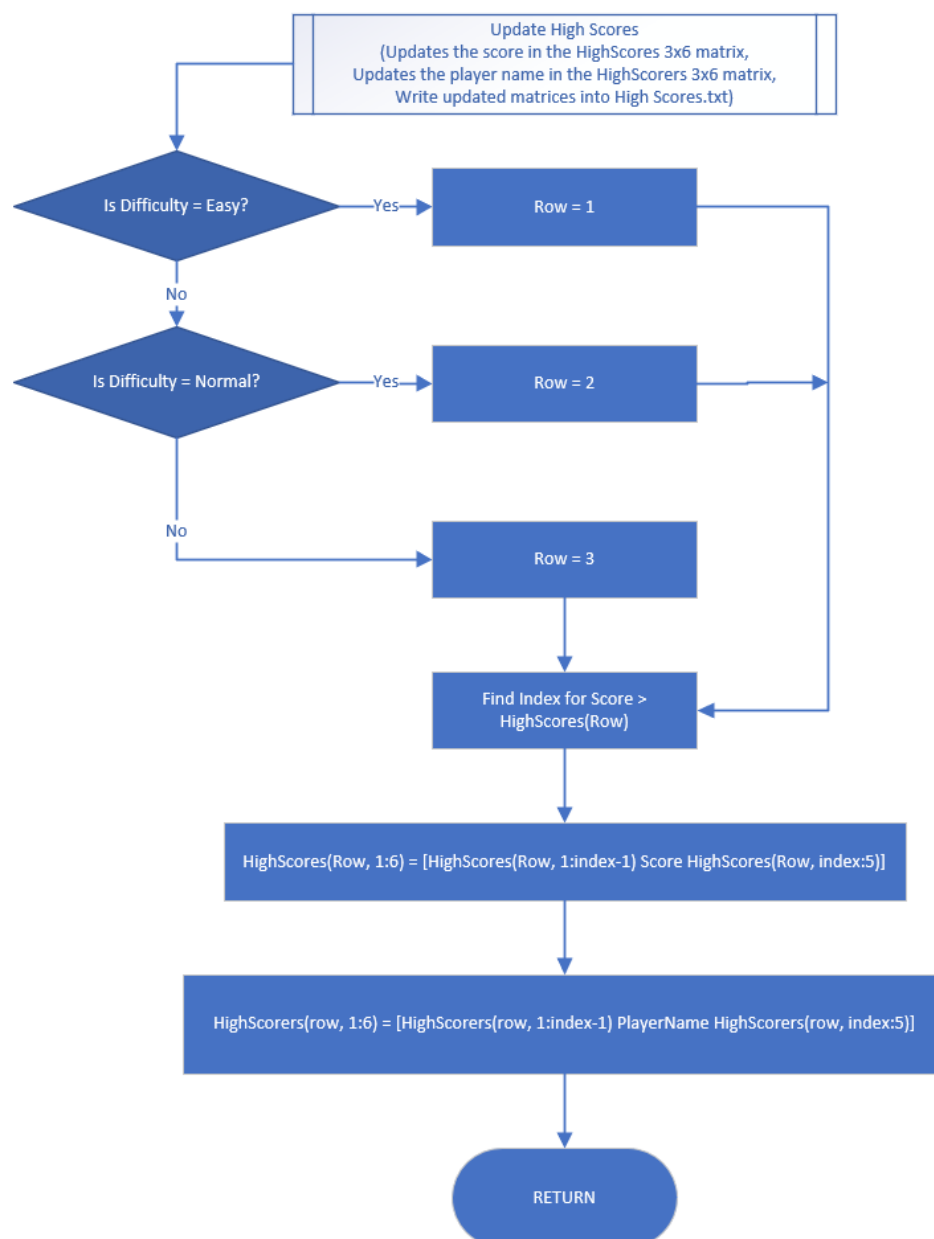 Update High Scores
(Updates the score in the HighScores 3x6 matrix,
Updates the player name in the HighScorers 3x6 matrix,
Write updated matrices into High Scores.txt)
Is Difficulty = Easy?
Yes
Row = 1
No
Is Difficulty = Normal?
Yes
Row = 2
No
Row = 3
Find Index for Score >
HighScores(Row)
HighScores(Row, 1:6) = [HighScores(Row, 1:index-1) Score HighScores(Row, index:5)]
HighScorers(row, 1:6) = [HighScorers(row, 1:index-1) PlayerName HighScorers(row, index:5)]
RETURN